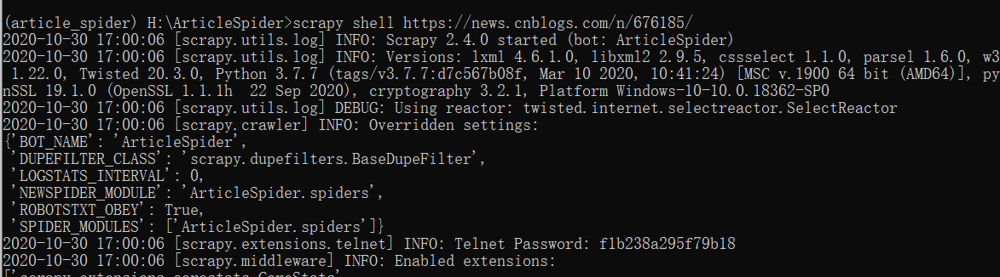 (article_spider) H:\ArticleSpider>scrapy shell https://news.cnblogs.com/n/676185/
2020-10-30 17:00:06 [scrapy.utils.log] INFO: Scrapy 2.4.0 started (bot: ArticleSpider)
2020-10-30 17:00:06 [scrapy.utils.log] INFO: Versions: lxml 4.6.1.0, libxml2 2.9.5, cssselect 1.1.0, parsel 1.6.0, w3
 1.22.0, Twisted 20.3.0, Python 3.7.7 (tags/v3.7.7:d7c567b08f, Mar 10 2020, 10:41:24) [MSC v.1900 64 bit (AMD64)], py
nSSL 19.1.0 (OpenSSL 1.1.1h  22 Sep 2020), cryptography 3.2.1, Platform Windows-10-10.0.18362-SP0
2020-10-30 17:00:06 [scrapy.utils.log] DEBUG: Using reactor: twisted.internet.selectreactor.SelectReactor
2020-10-30 17:00:06 [scrapy.crawler] INFO: Overridden settings:
{'BOT_NAME': 'ArticleSpider',
 'DUPEFILTER_CLASS': 'scrapy.dupefilters.BaseDupeFilter',
 'LOGSTATS_INTERVAL': 0,
 'NEWSPIDER_MODULE': 'ArticleSpider.spiders',
 'ROBOTSTXT_OBEY': True,
 'SPIDER_MODULES': ['ArticleSpider.spiders']}
2020-10-30 17:00:06 [scrapy.extensions.telnet] INFO: Telnet Password: f1b238a295f79b18
2020-10-30 17:00:06 [scrapy.middleware] INFO: Enabled extensions:
['scrapy.extensions.corestats.CoreStats',